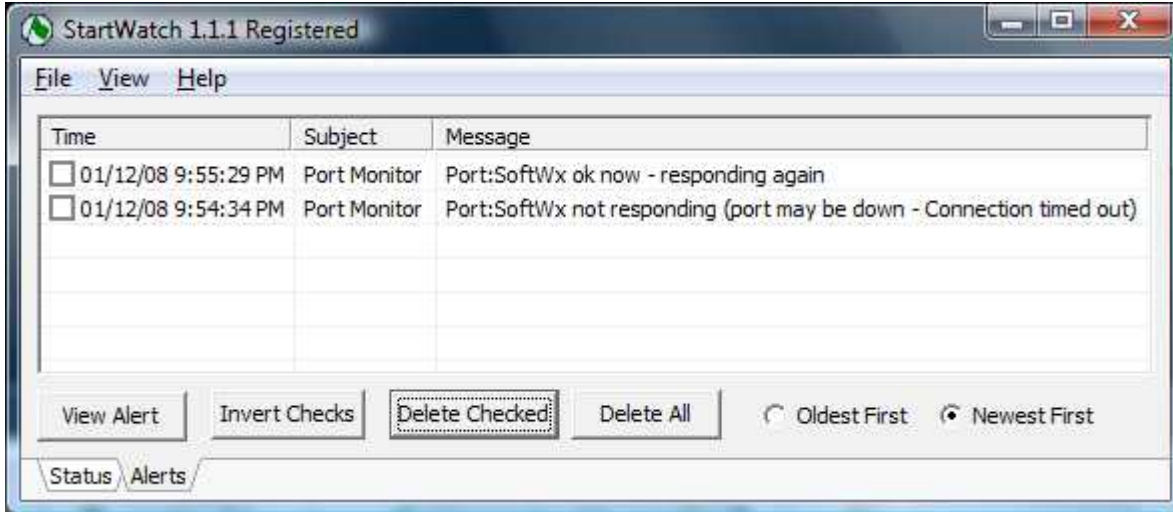 StartWatch 1.1.1 Registered
File View Help
Time Subject Message
01/12/08 9:55:29 PM Port Monitor Port:SoftWx ok now - responding again
01/12/08 9:54:34 PM Port Monitor Port:SoftWx not responding (port may be down - Connection timed out)
View Alert Invert Checks Delete Checked Delete All Oldest First Newest First
Status Alerts